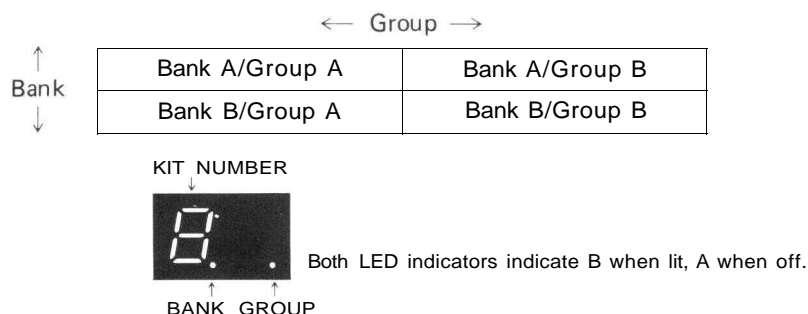 ← Group →
↑
Bank
↓
Bank A/Group A Bank A/Group B
Bank B/Group A Bank B/Group B
KIT NUMBER
↓
8. .
Both LED indicators indicate B when lit, A when off.
↑ ↑
BANK GROUP